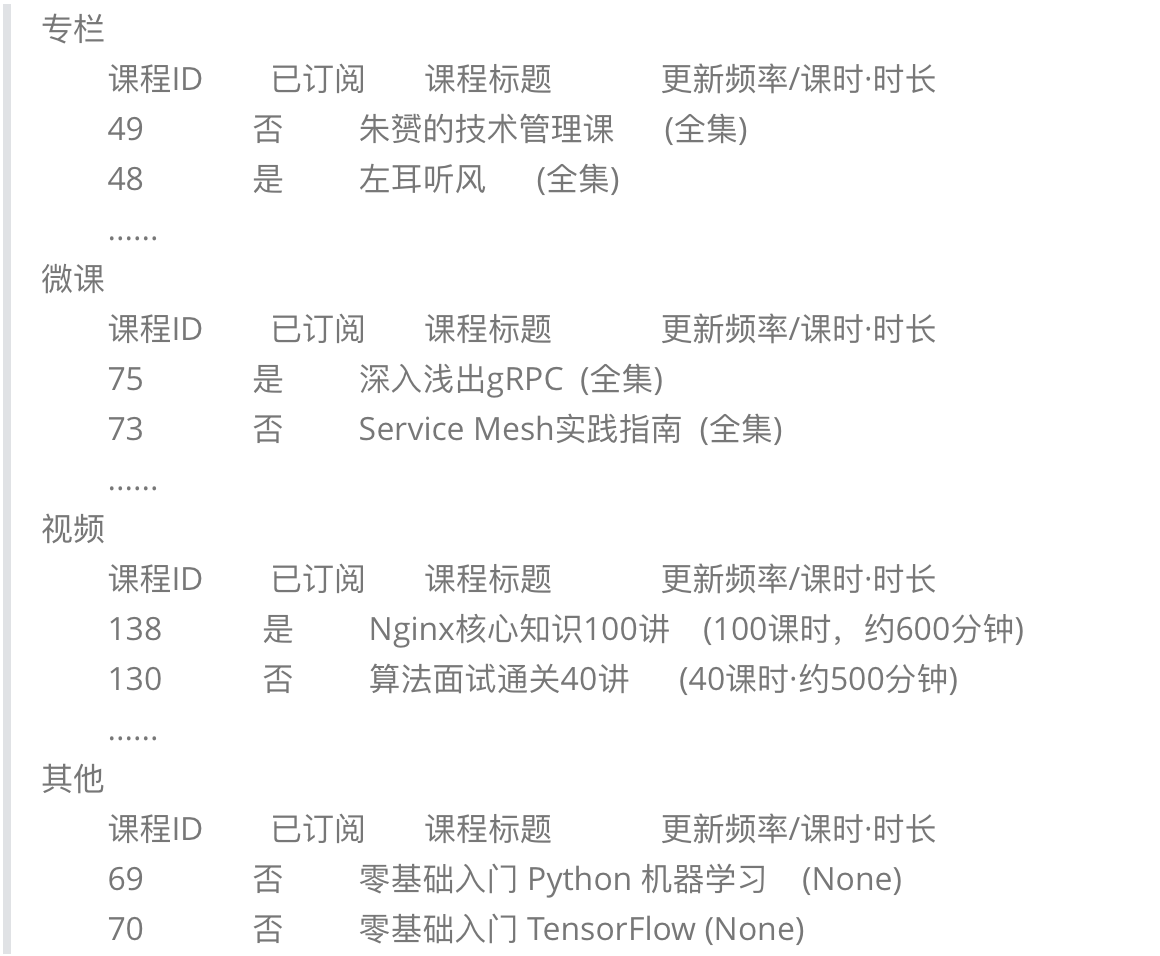 专栏
课程ID 已订阅 课程标题 更新频率/课时·时长
49 否 朱赟的技术管理课 (全集)
48 是 左耳听风 (全集)
......
微课
课程ID 已订阅 课程标题 更新频率/课时·时长
75 是 深入浅出gRPC (全集)
73 否 Service Mesh实践指南 (全集)
......
视频
课程ID 已订阅 课程标题 更新频率/课时·时长
138 是 Nginx核心知识100讲 (100课时，约600分钟)
130 否 算法面试通关40讲 (40课时·约500分钟)
......
其他
课程ID 已订阅 课程标题 更新频率/课时·时长
69 否 零基础入门 Python 机器学习 (None)
70 否 零基础入门 TensorFlow (None)